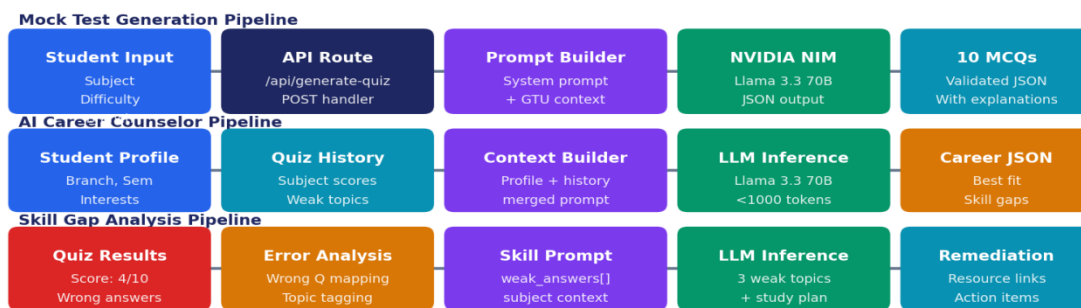 Mock Test Generation Pipeline
Student Input
Subject
Difficulty
API Route
/api/generate-quiz
POST handler
Prompt Builder
System prompt
+ GTU context
NVIDIA NIM
Llama 3.3 70B
JSON output
10 MCQs
Validated JSON
With explanations
AI Career Counselor Pipeline
Student Profile
Branch, Sem
Interests
Quiz History
Subject scores
Weak topics
Context Builder
Profile + history
merged prompt
LLM Inference
Llama 3.3 70B
<1000 tokens
Career JSON
Best fit
Skill gaps
Skill Gap Analysis Pipeline
Quiz Results
Score: 4/10
Wrong answers
Error Analysis
Wrong Q mapping
Topic tagging
Skill Prompt
weak_answers[]
subject context
LLM Inference
3 weak topics
+ study plan
Remediation
Resource links
Action items